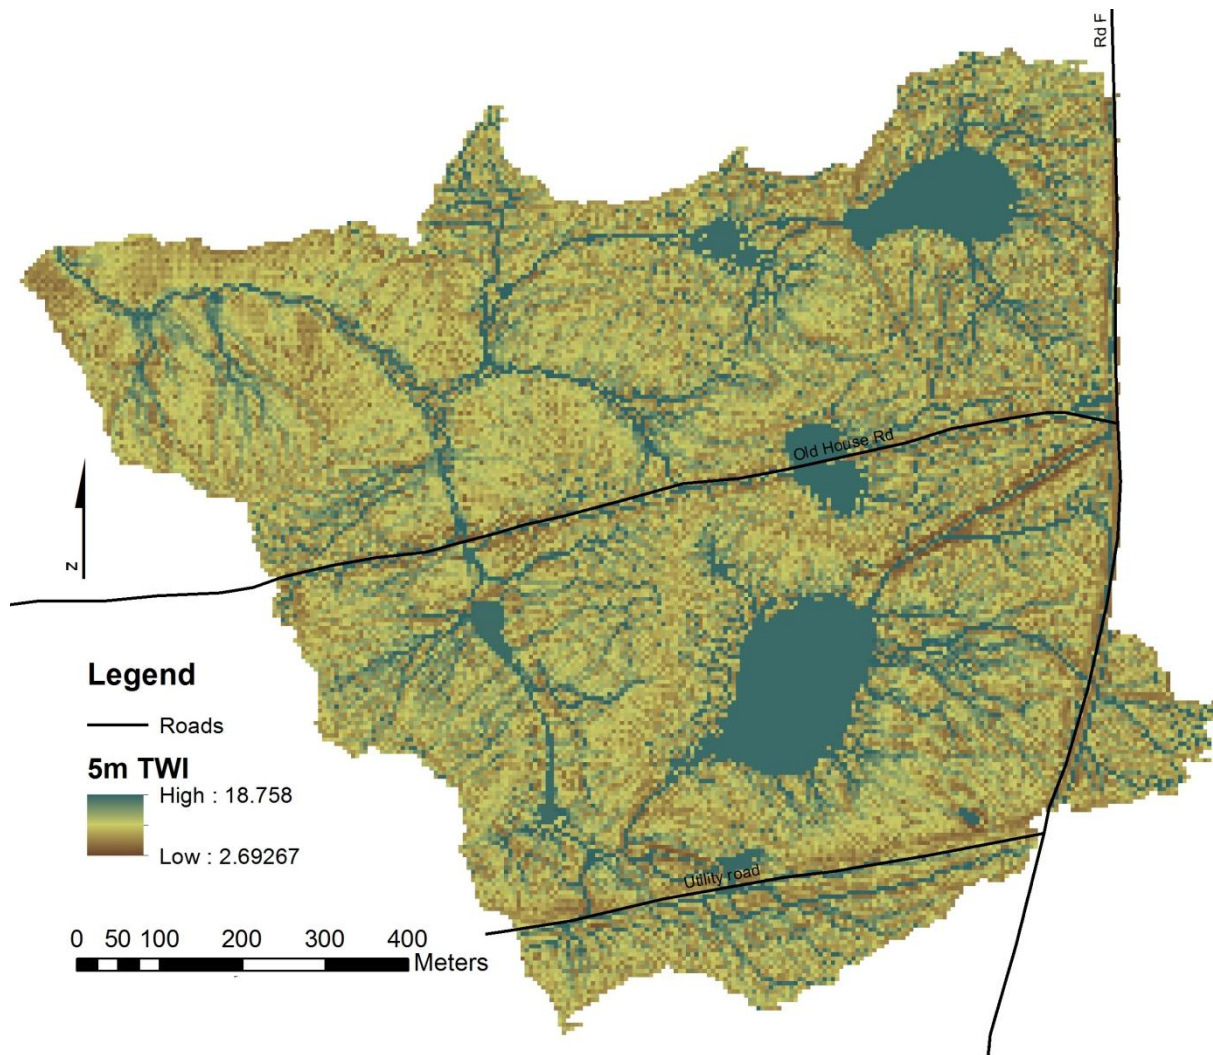 Rd F
Old House Rd
N
Legend
Roads
5m TWI
High : 18.758
Low : 2.69267
Utility road
0 50 100 200 300 400
Meters